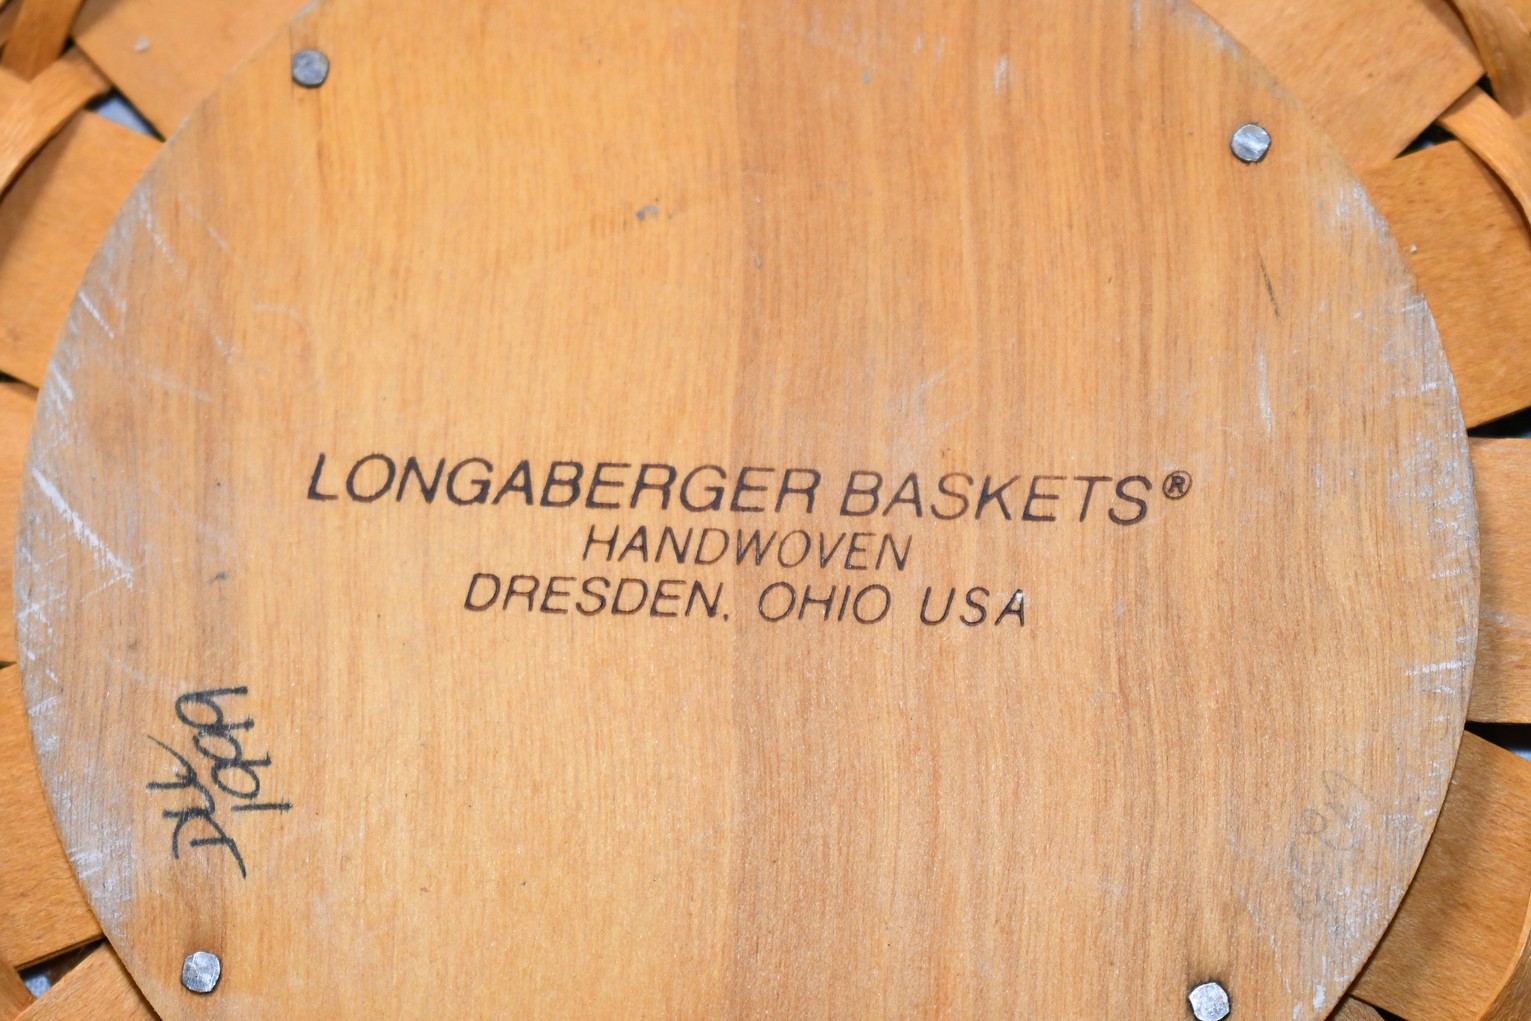 LONGABERGER BASKETS®
HANDWOVEN
DRESDEN, OHIO USA
1999